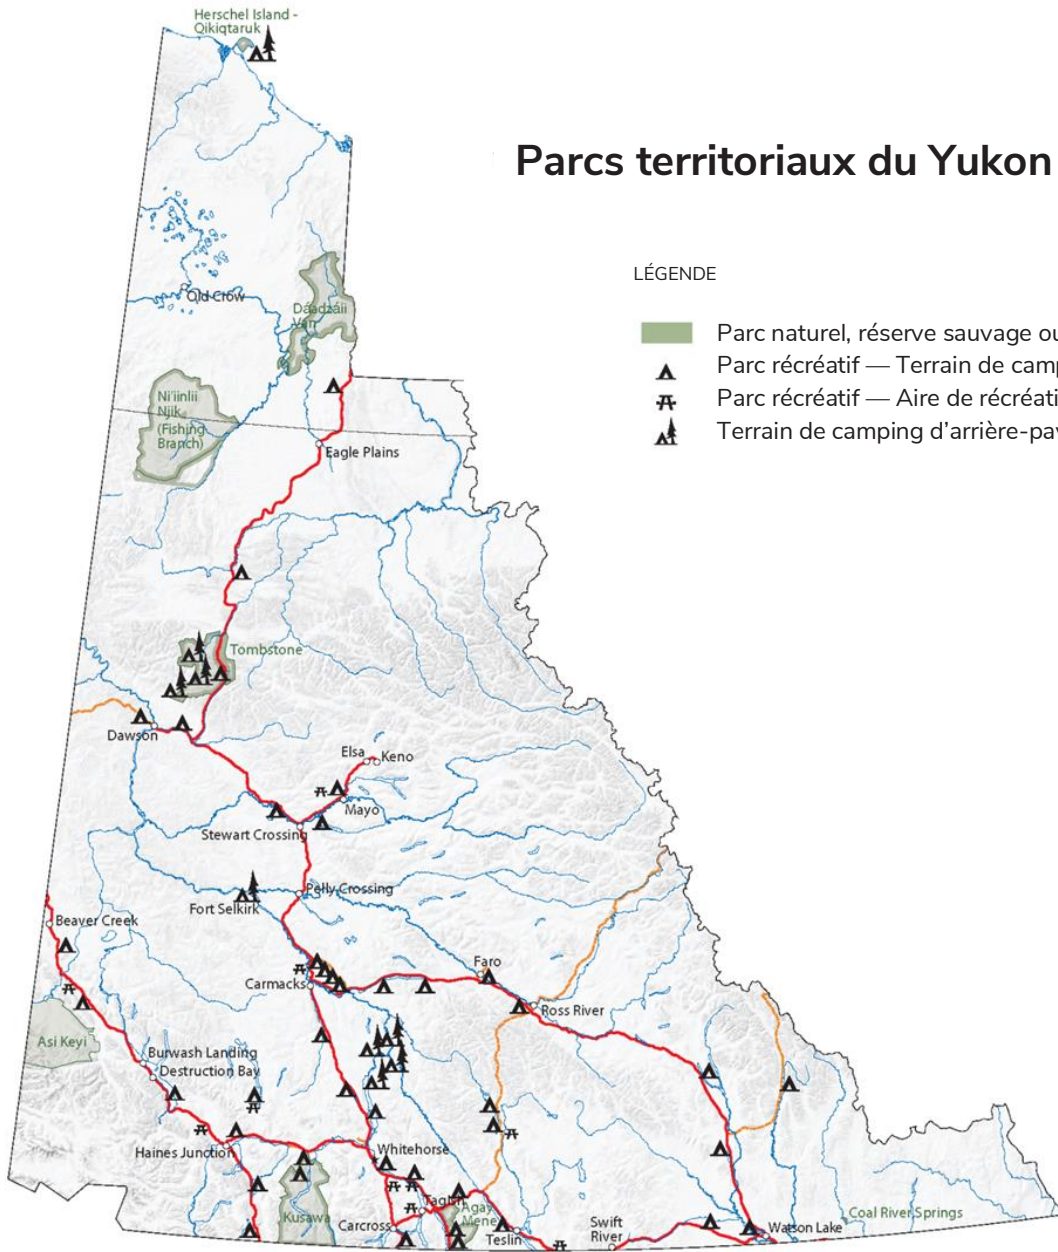 Herschel Island -
Qikiqtaruk
Parcs territoriaux du Yukon
LÉGENDE
Parc naturel, réserve sauvage ou
Parc récréatif — Terrain de camp
Parc récréatif — Aire de récréati
Terrain de camping d’arrière-pay
Old Crow
Dáadzáii
Van
Ni'iinlii
Njik
(Fishing
Branch)
Eagle Plains
Tombstone
Dawson
Elsa
Keno
Mayo
Stewart Crossing
Pelly Crossing
Fort Selkirk
Beaver Creek
Faro
Carmacks
Ross River
Asi Keyi
Burwash Landing
Destruction Bay
Haines Junction
Whitehorse
Tagish
Kusawa
Agay
Mene
Carcross
Teslin
Swift
River
Watson Lake
Coal River Springs